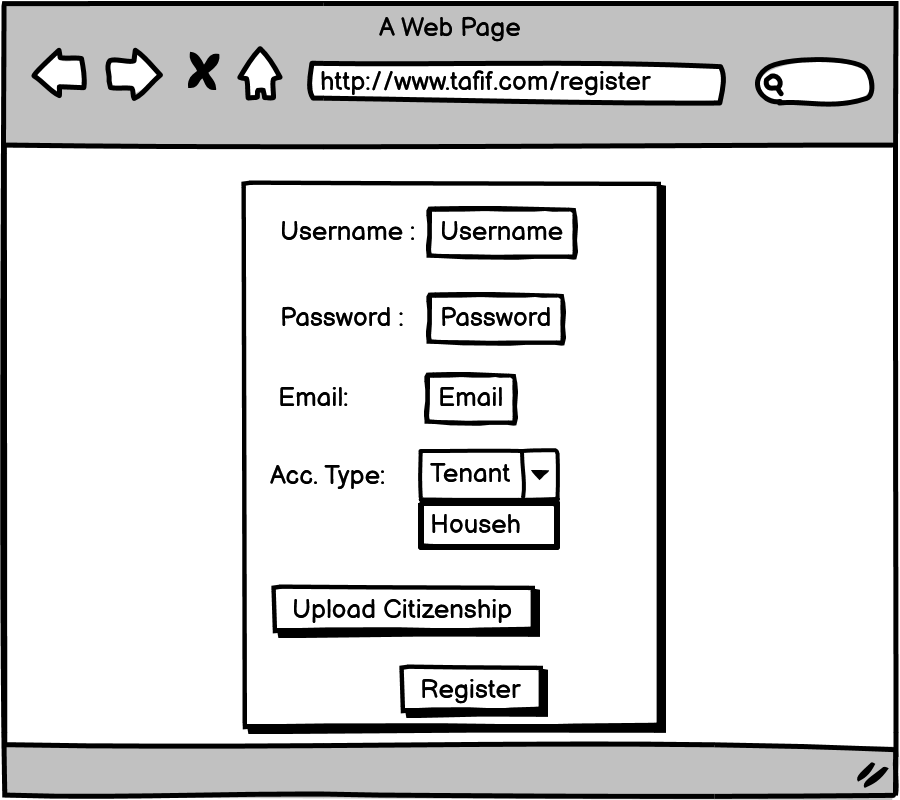 A Web Page
http://www.tafif.com/register
Username : Username
Password : Password
Email: Email
Acc. Type: Tenant
Househ
Upload Citizenship
Register